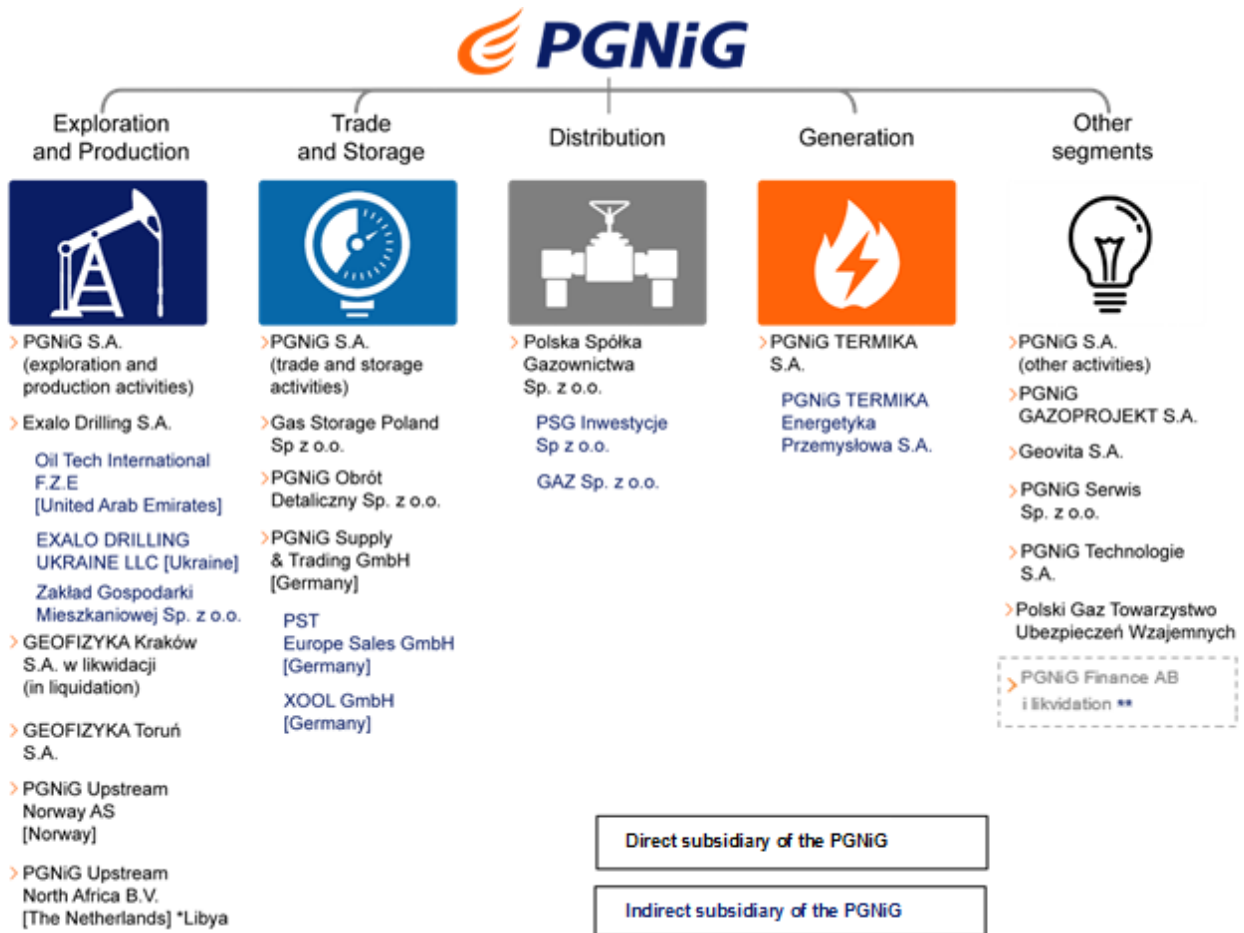 PGNiG
Exploration
and Production
Trade
and Storage
Distribution
Generation
Other
segments
PGNiG S.A.
(exploration and
production activities)
Exalo Drilling S.A.
Oil Tech International
F.Z.E
[United Arab Emirates]
EXALO DRILLING
UKRAINE LLC [Ukraine]
Zakład Gospodarki
Mieszkaniowej Sp. z o.o.
GEOFIZYKA Kraków
S.A. w likwidacji
(in liquidation)
GEOFIZYKA Toruń
S.A.
PGNiG Upstream
Norway AS
[Norway]
PGNiG Upstream
North Africa B.V.
[The Netherlands] *Libya
PGNiG S.A.
(trade and storage
activities)
Gas Storage Poland
Sp z o.o.
PGNiG Obrót
Detaliczny Sp. z o.o.
PGNiG Supply
& Trading GmbH
[Germany]
PST
Europe Sales GmbH
[Germany]
XOOL GmbH
[Germany]
Polska Spółka
Gazownictwa
Sp. z o.o.
PSG Inwestycje
Sp z o.o.
GAZ Sp. z o.o.
PGNiG TERMIKA
S.A.
PGNiG TERMIKA
Energetyka
Przemysłowa S.A.
PGNiG S.A.
(other activities)
PGNiG
GAZOPROJEKT S.A.
Geovita S.A.
PGNiG Serwis
Sp. z o.o.
PGNiG Technologie
S.A.
Polski Gaz Towarzystwo
Ubezpieczeń Wzajemnych
PGNiG Finance AB
i likvidation **
Direct subsidiary of the PGNiG
Indirect subsidiary of the PGNiG